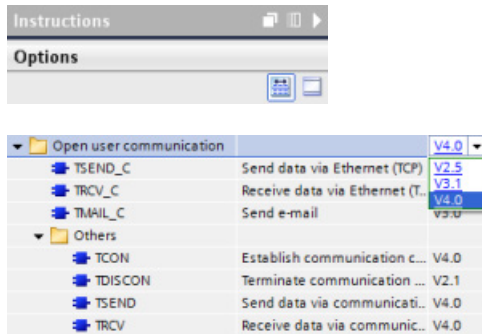 Instructions
Options
Open user communication V4.0
TSEND_C Send data via Ethernet (TCP) V2.5
TRCV_C Receive data via Ethernet (T... V3.1
V4.0
TMAIL_C Send e-mail V3.0
Others
TCON Establish communication c... V4.0
TDISCON Terminate communication ... V2.1
TSEND Send data via communicati... V4.0
TRCV Receive data via communic... V4.0